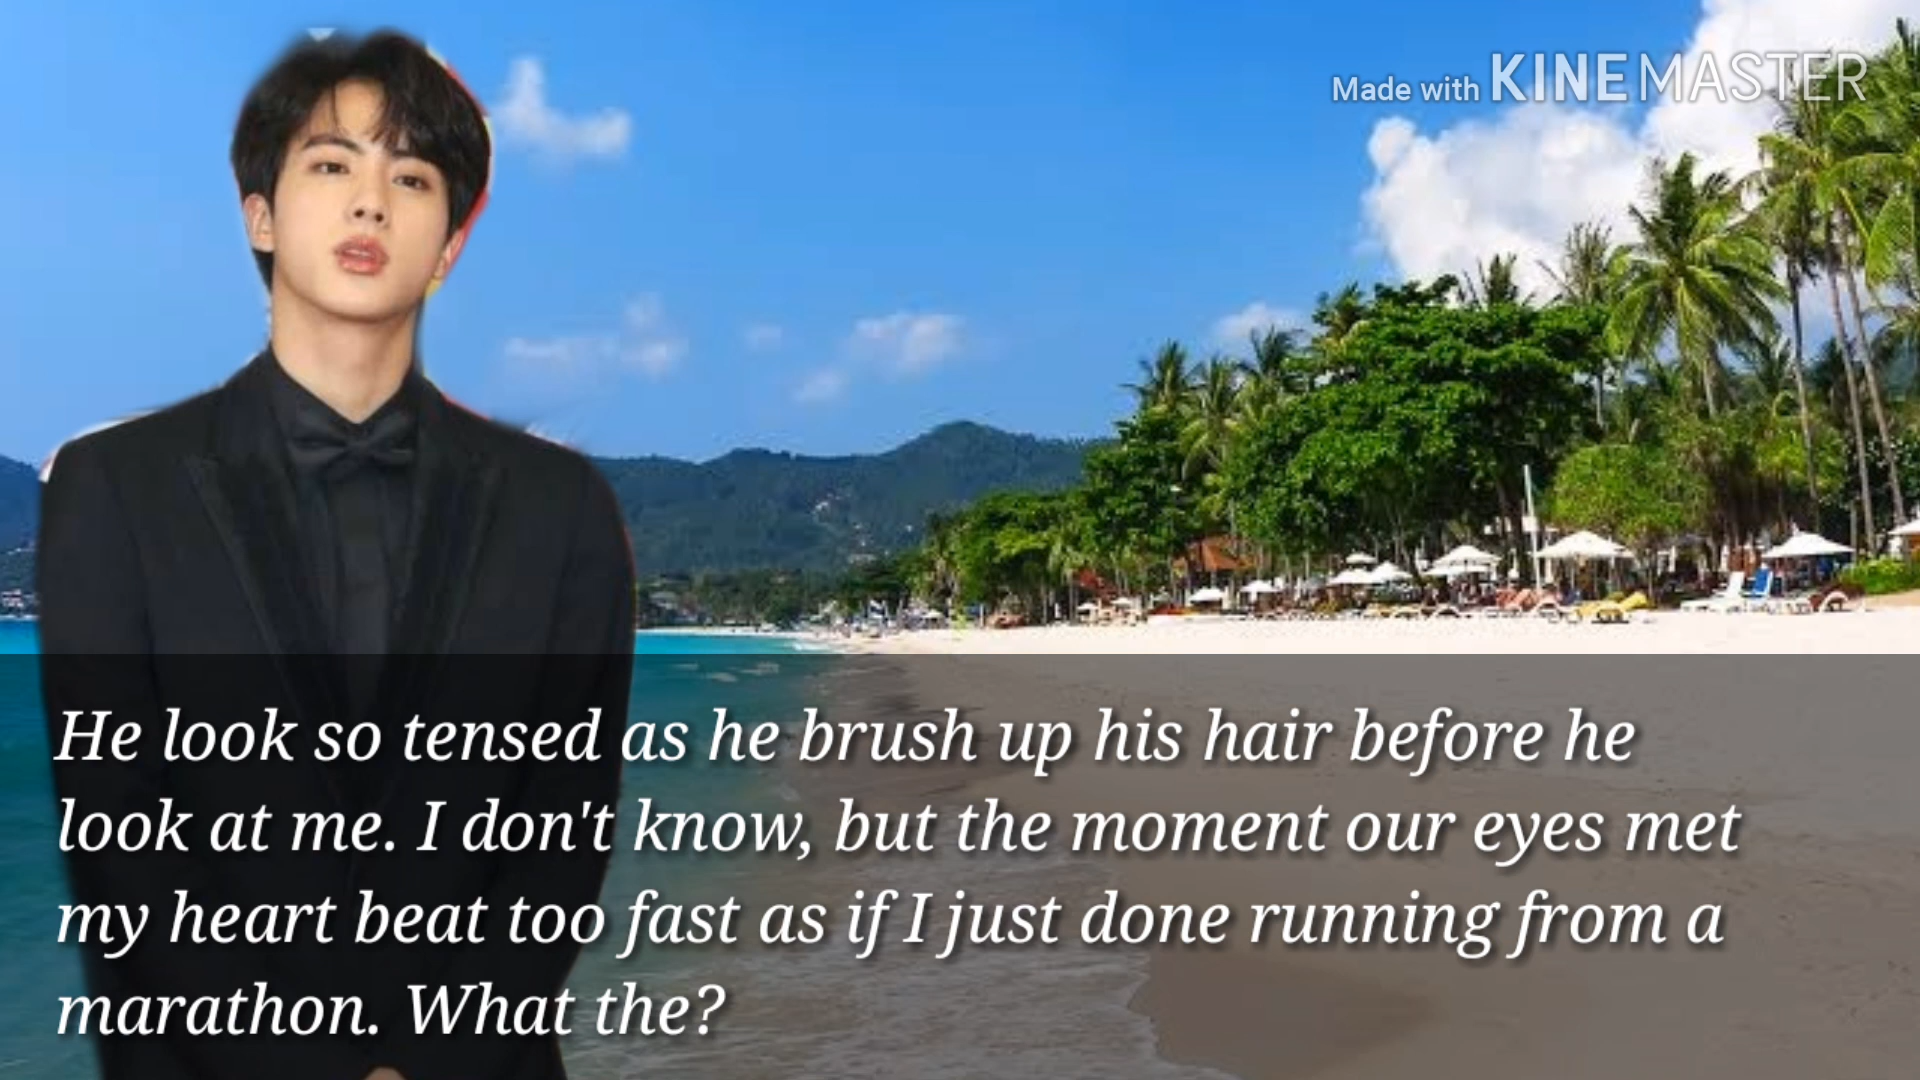 Made with KINEMASTER
He look so tensed as he brush up his hair before he
look at me. I don't know, but the moment our eyes met
my heart beat too fast as if I just done running from a
marathon. What the?